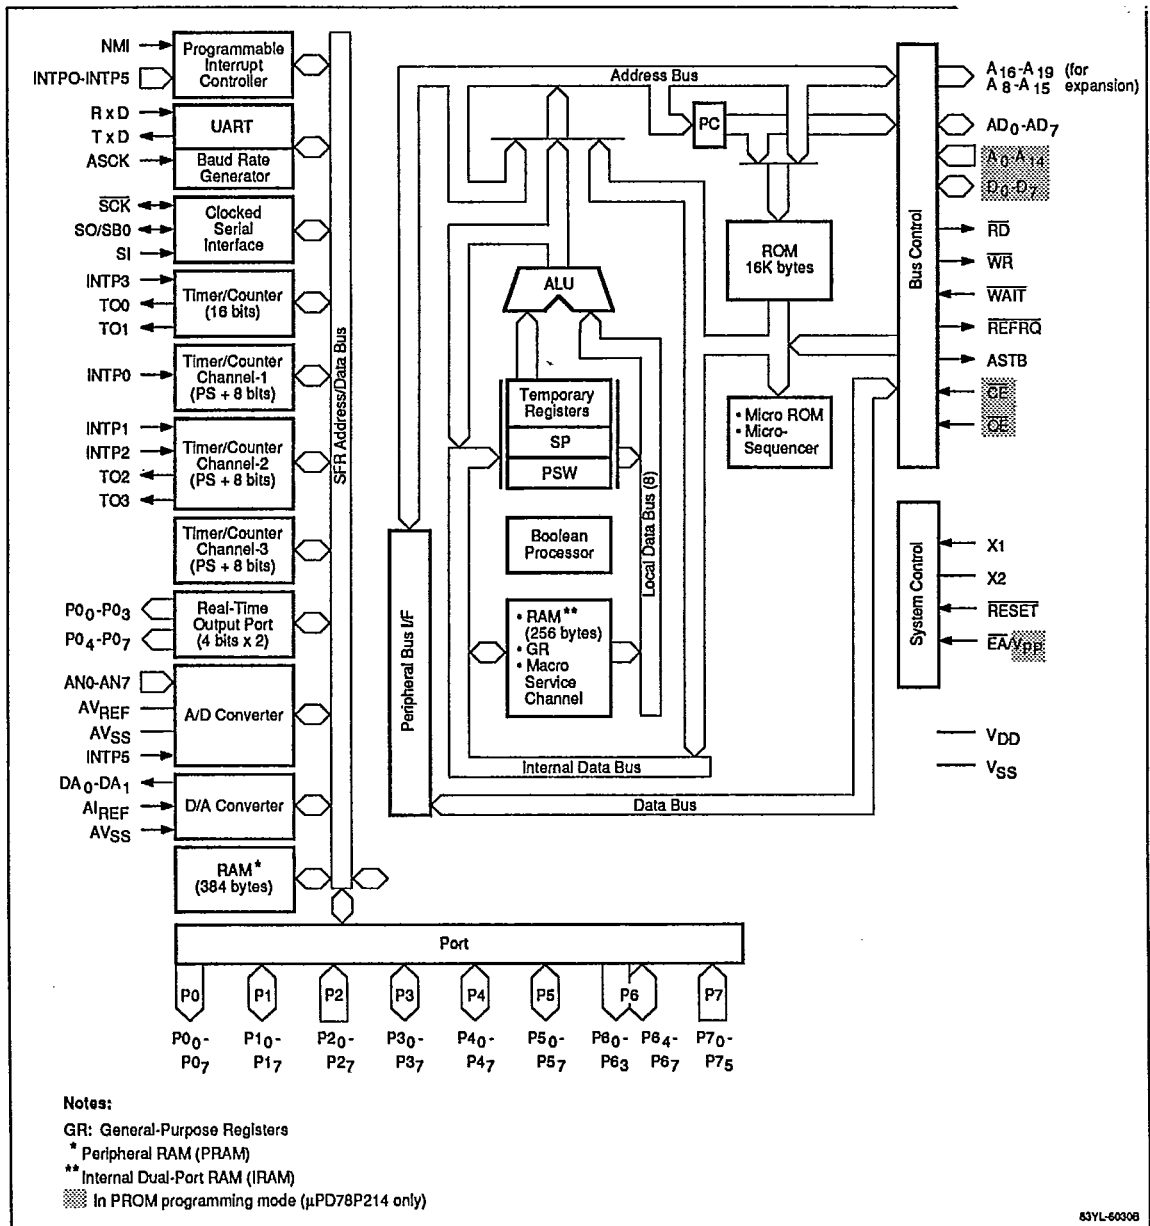 NMI
INTPO-INTP5
Programmable
Interrupt
Controller
R x D
T x D
ASCK
UART
Baud Rate
Generator
SCK
SO/SB0
SI
Clocked
Serial
Interface
INTP3
TO0
TO1
Timer/Counter
(16 bits)
INTP0
Timer/Counter
Channel-1
(PS + 8 bits)
INTP1
INTP2
TO2
TO3
Timer/Counter
Channel-2
(PS + 8 bits)
Timer/Counter
Channel-3
(PS + 8 bits)
P00-P03
P04-P07
Real-Time
Output Port
(4 bits x 2)
AN0-AN7
AVREF
AVSS
INTP5
A/D Converter
DA0-DA1
AIREF
AVSS
D/A Converter
RAM*
(384 bytes)
SFR Address/Data Bus
Peripheral Bus I/F
Address Bus
PC
ALU
ROM
16K bytes
Temporary
Registers
SP
PSW
• Micro ROM
• Micro-
Sequencer
Boolean
Processor
• RAM**
(256 bytes)
• GR
• Macro
Service
Channel
Local Data Bus (8)
Internal Data Bus
Data Bus
Bus Control
A16-A19 (for
A8-A15 expansion)
AD0-AD7
A0-A14
D0-D7
RD
WR
WAIT
REFRQ
ASTB
CE
OE
System Control
X1
X2
RESET
EA/VPP
VDD
VSS
Port
P0 P1 P2 P3 P4 P5 P6 P7
P00- P10- P20- P30- P40- P50- P60- P64- P70-
P07 P17 P27 P37 P47 P57 P63 P67 P75
Notes:
GR: General-Purpose Registers
* Peripheral RAM (PRAM)
** Internal Dual-Port RAM (IRAM)
In PROM programming mode (µPD78P214 only)
83YL-6030B